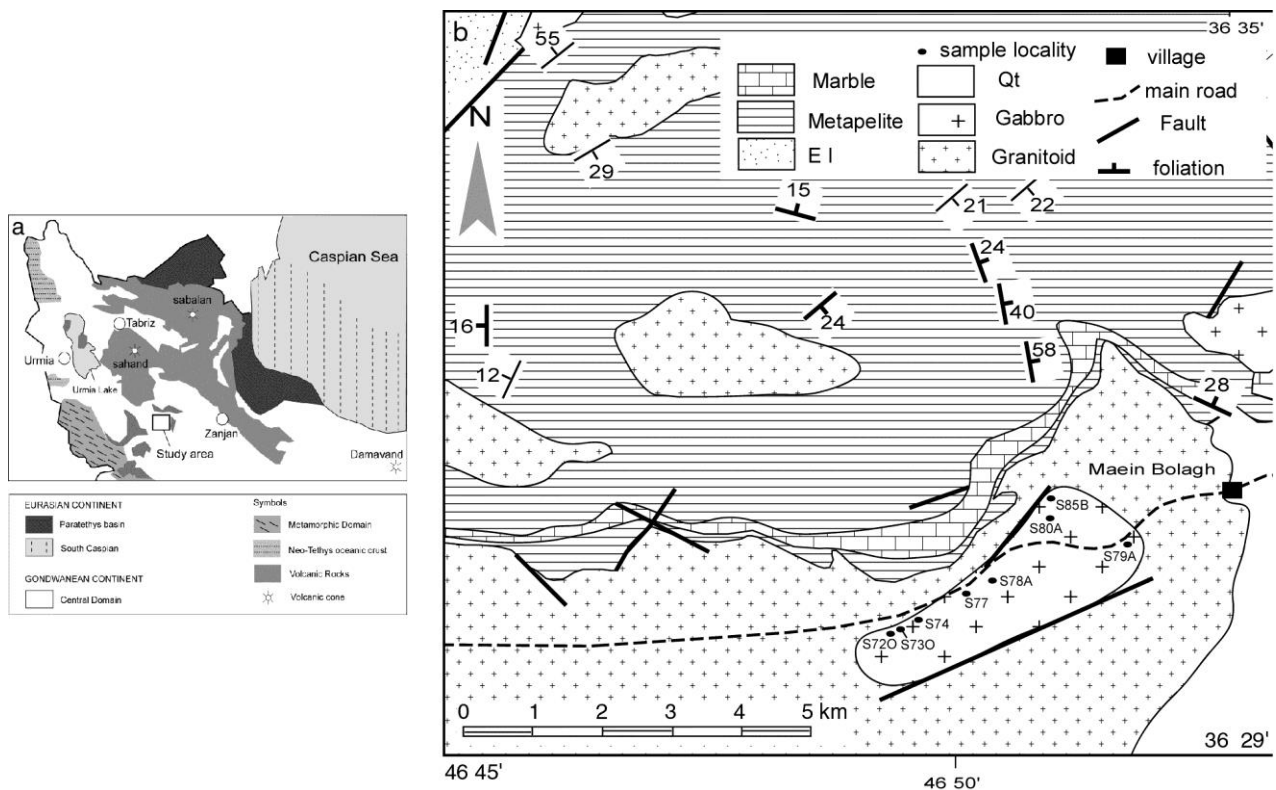 a
Caspian Sea
sabalan
Tabriz
sahand
Urmia
Urmia Lake
Zanjan
Study area
Damavand
EURASIAN CONTINENT
Paratethys basin
South Caspian
GONDWANEAN CONTINENT
Central Domain
Symbols
Metamorphic Domain
Neo-Tethys oceanic crust
Volcanic Rocks
Volcanic cone
b
36 35'
55
sample locality
village
Marble
Qt
main road
Metapelite
Gabbro
Fault
E l
Granitoid
foliation
N
29
15
21
22
24
40
16
24
58
12
28
Maein Bolagh
S85B
S80A
S79A
S78A
S77
S74
S72O
S73O
0 1 2 3 4 5 km
36 29'
46 45'
46 50'